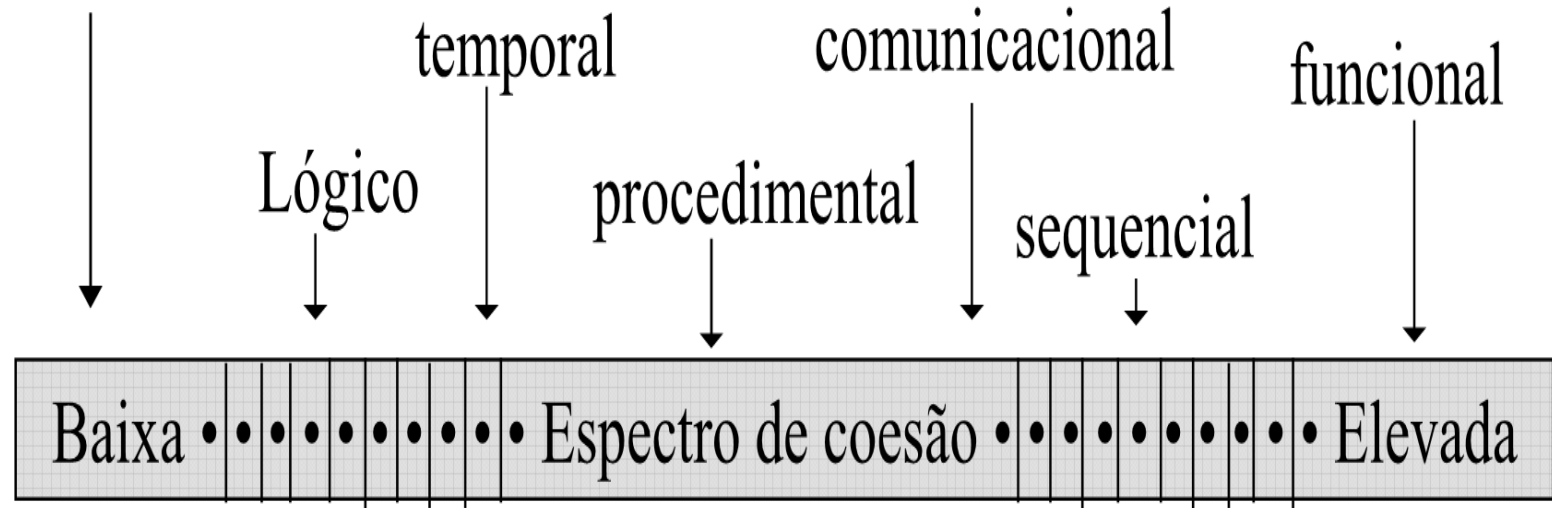 temporal
comunicacional
funcional
Lógico
procedimental
sequencial
Baixa •••••••••• Espectro de coesão •••••••••• Elevada